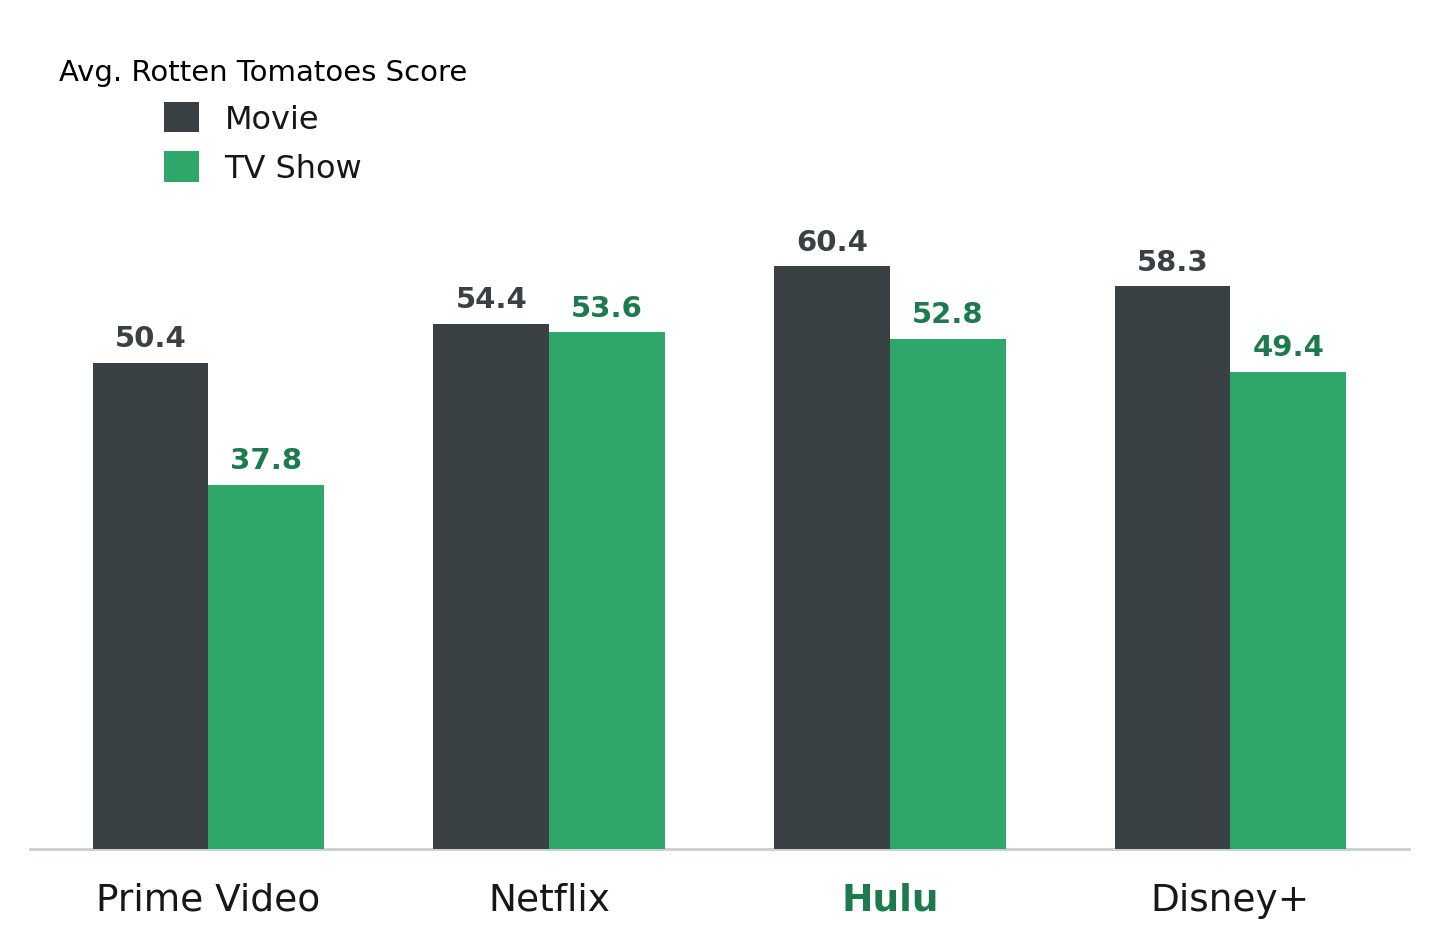 Avg. Rotten Tomatoes Score
Movie
TV Show
50.4
37.8
54.4
53.6
60.4
52.8
58.3
49.4
Prime Video
Netflix
Hulu
Disney+